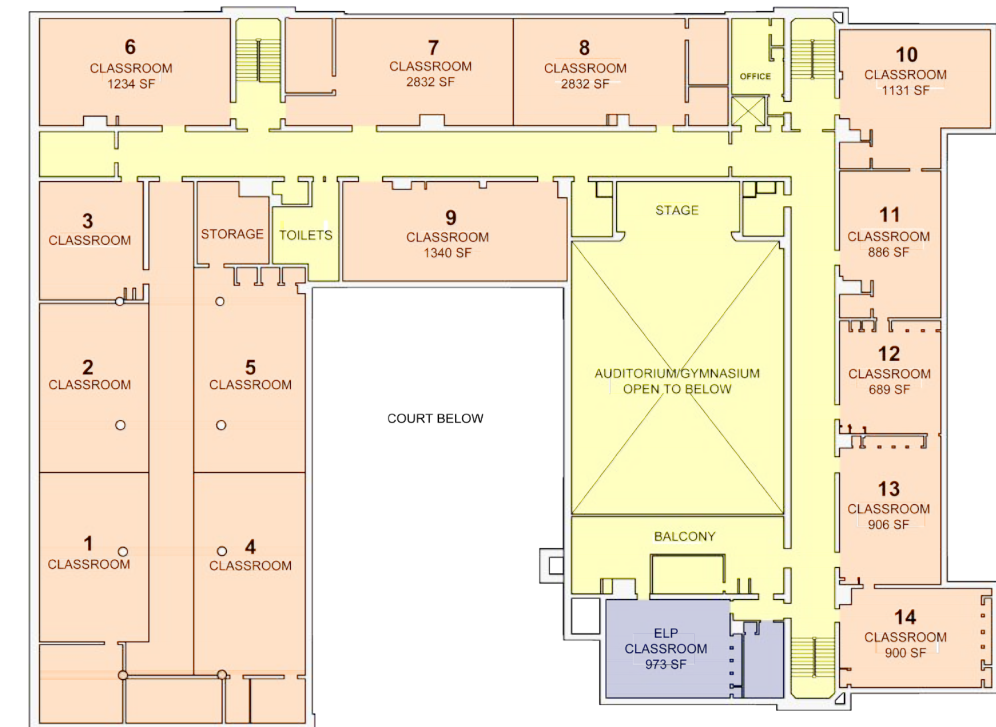 6
CLASSROOM
1234 SF
7
CLASSROOM
2832 SF
8
CLASSROOM
2832 SF
OFFICE
10
CLASSROOM
1131 SF
3
CLASSROOM
STORAGE
TOILETS
9
CLASSROOM
1340 SF
STAGE
11
CLASSROOM
886 SF
2
CLASSROOM
5
CLASSROOM
COURT BELOW
AUDITORIUM/GYMNASIUM
OPEN TO BELOW
12
CLASSROOM
689 SF
13
CLASSROOM
906 SF
1
CLASSROOM
4
CLASSROOM
BALCONY
ELP
CLASSROOM
973 SF
14
CLASSROOM
900 SF